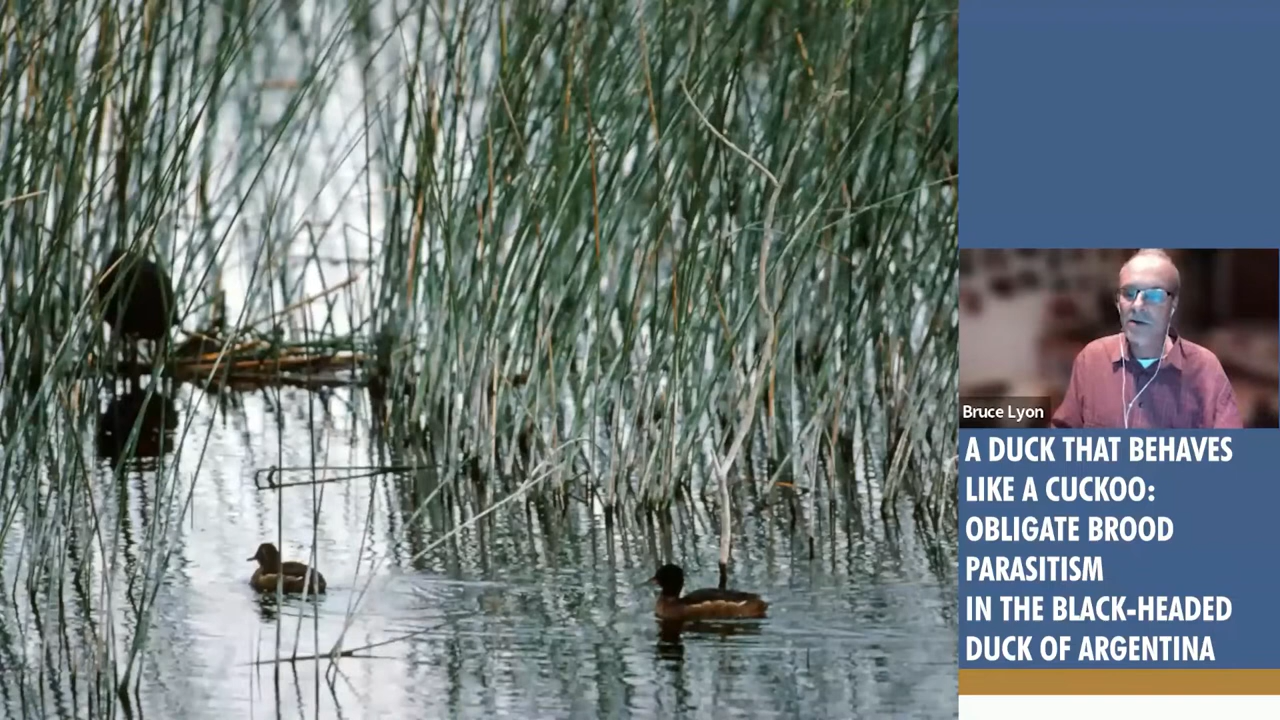 Bruce Lyon
A DUCK THAT BEHAVES
LIKE A CUCKOO:
OBLIGATE BROOD
PARASITISM
IN THE BLACK-HEADED
DUCK OF ARGENTINA